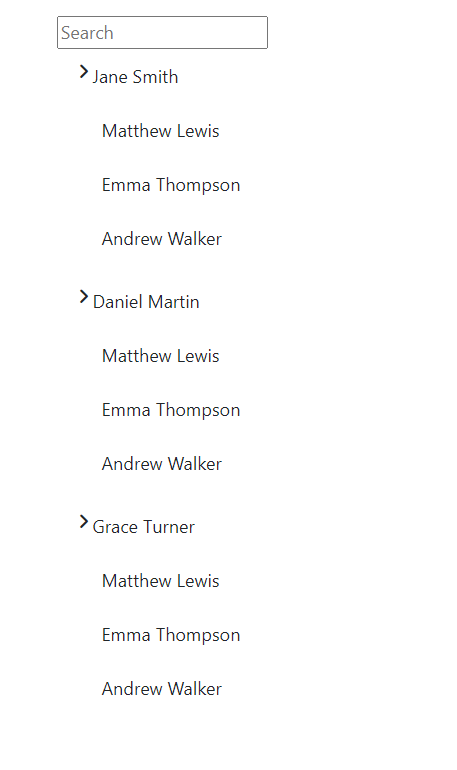 Search
Jane Smith
Matthew Lewis
Emma Thompson
Andrew Walker
Daniel Martin
Matthew Lewis
Emma Thompson
Andrew Walker
Grace Turner
Matthew Lewis
Emma Thompson
Andrew Walker